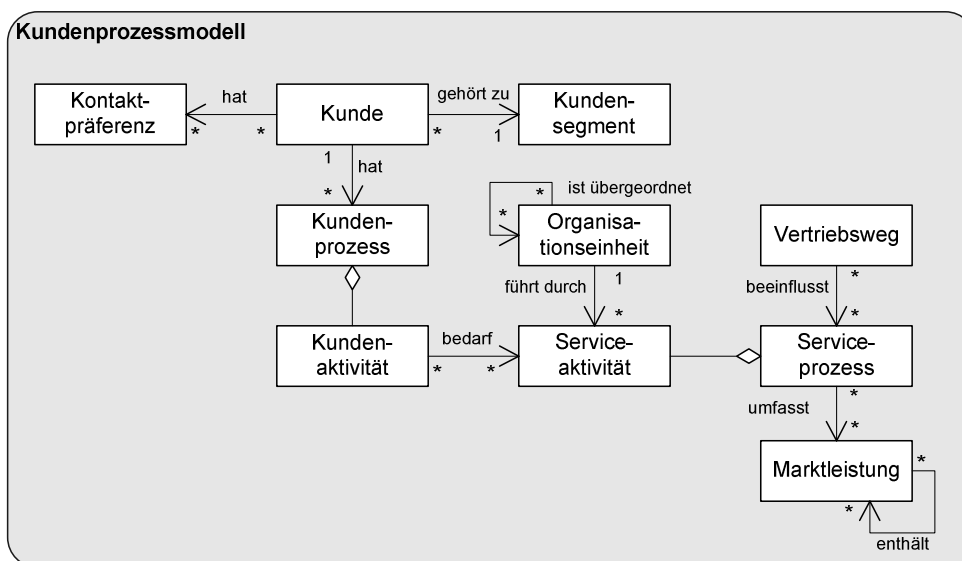 Kundenprozessmodell
Kontakt-
präferenz
hat
*
*
Kunde
gehört zu
*
1
Kunden-
segment
1
hat
*
Kunden-
prozess
*
*
ist übergeordnet
Organisa-
tionseinheit
Vertriebsweg
führt durch
1
*
beeinflusst
*
*
Kunden-
aktivität
bedarf
*
*
Service-
aktivität
Service-
prozess
umfasst
*
*
Marktleistung
*
*
enthält